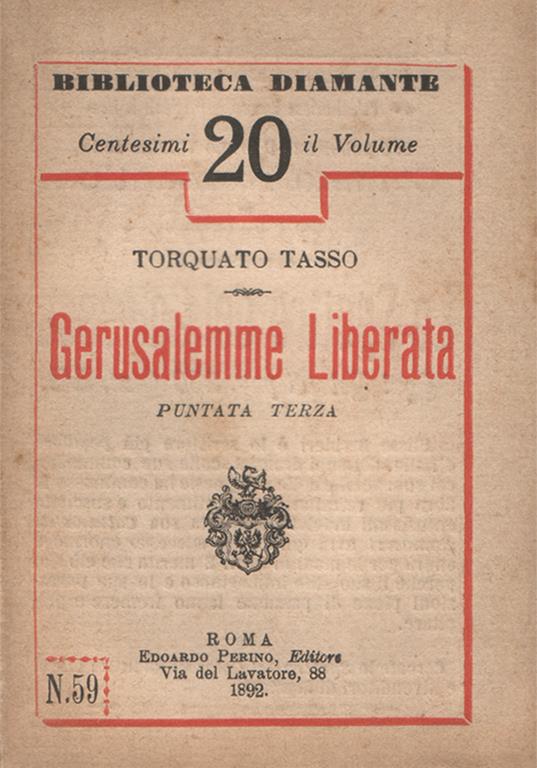 BIBLIOTECA DIAMANTE
Centesimi 20 il Volume
TORQUATO TASSO
Gerusalemme Liberata
PUNTATA TERZA
ROMA
EDOARDO PERINO, Editore
Via del Lavatore, 88
1892.
N. 59